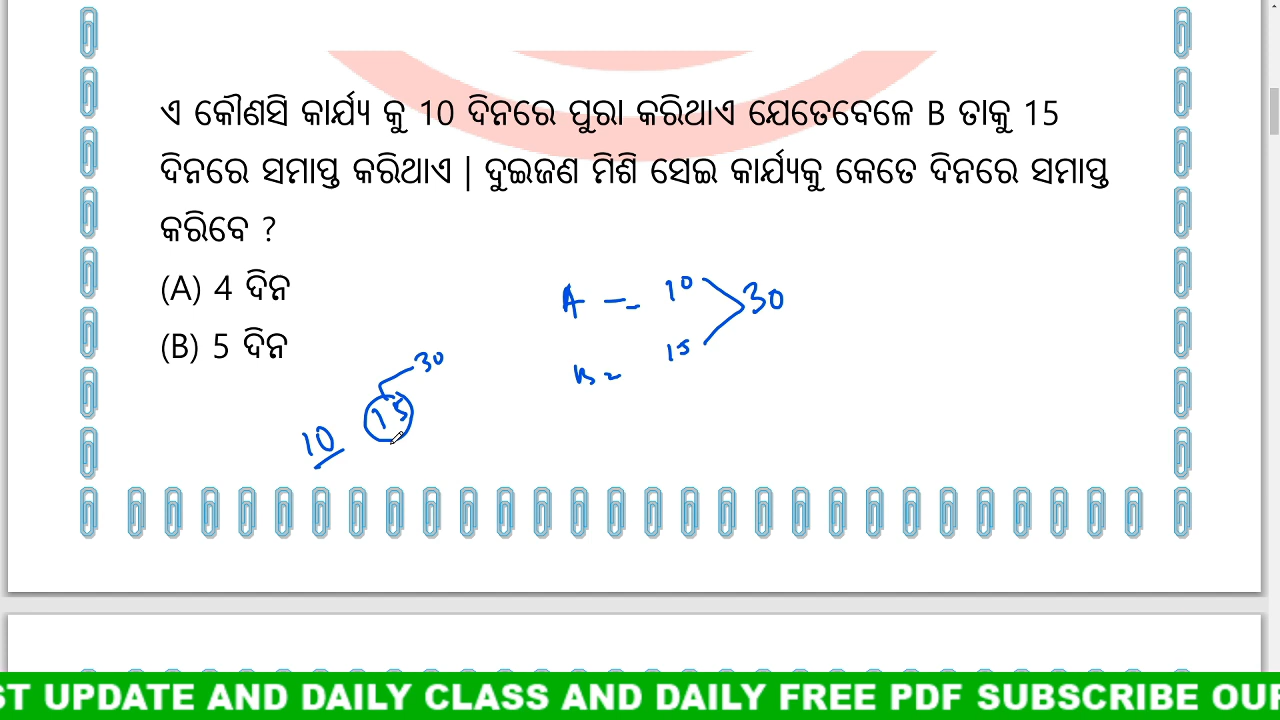 ଏ କୌଣସି କାର୍ଯ୍ୟ କୁ 10 ଦିନରେ ପୁରା କରିଥାଏ ଯେତେବେଳେ B ତାକୁ 15
ଦିନରେ ସମାପ୍ତ କରିଥାଏ | ଦୁଇଜଣ ମିଶି ସେଇ କାର୍ଯ୍ୟକୁ କେତେ ଦିନରେ ସମାପ୍ତ
କରିବେ ?
(A) 4 ଦିନ
(B) 5 ଦିନ
A = 10
30
B = 15
30
10 15
ST UPDATE AND DAILY CLASS AND DAILY FREE PDF SUBSCRIBE OUR